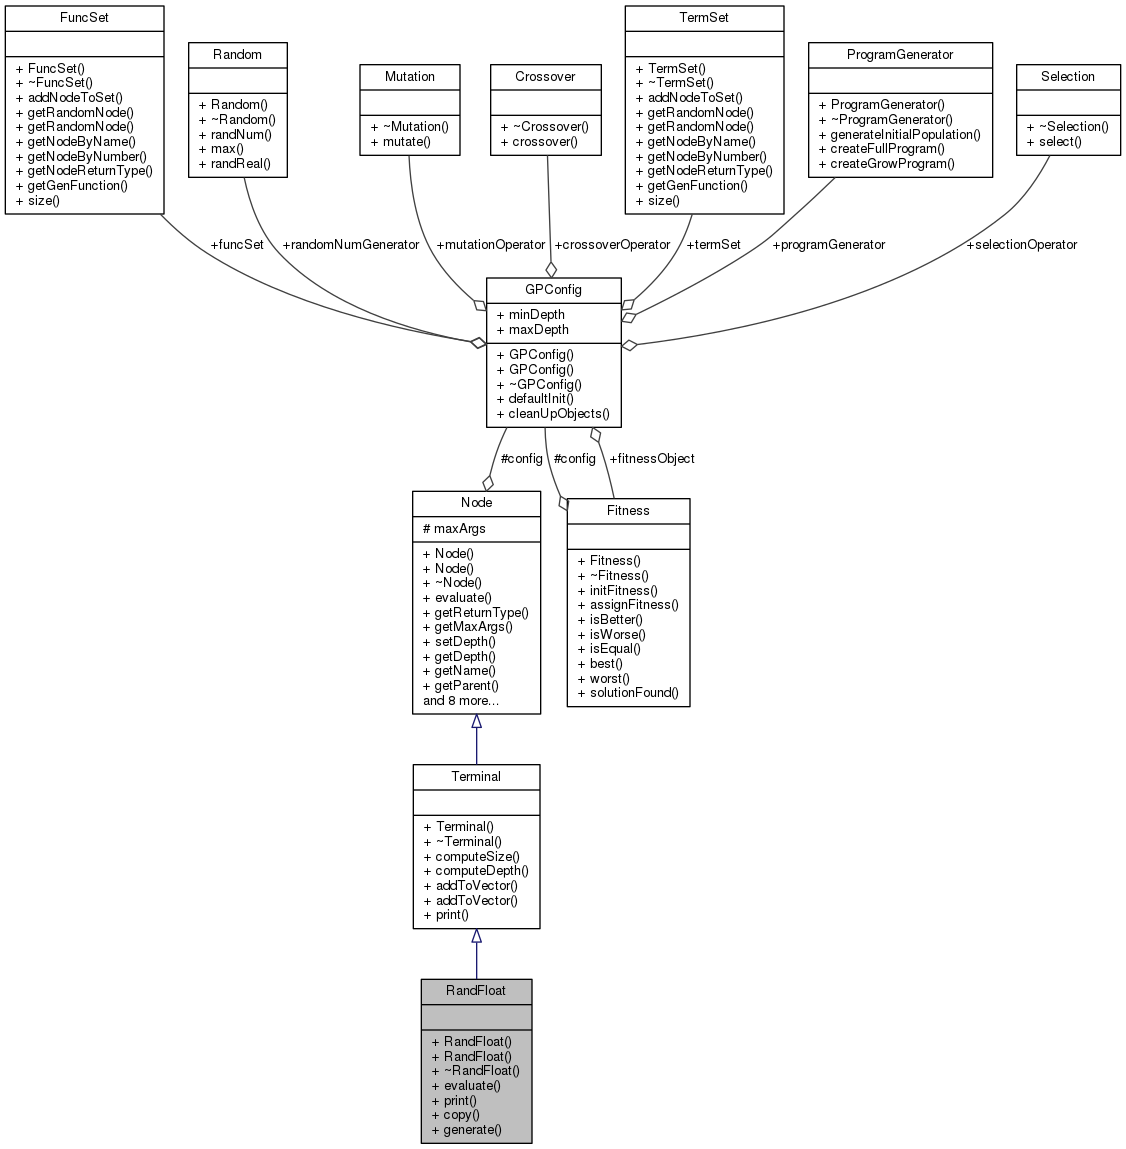 FuncSet
+ FuncSet()
+ ~FuncSet()
+ addNodeToSet()
+ getRandomNode()
+ getRandomNode()
+ getNodeByName()
+ getNodeByNumber()
+ getNodeReturnType()
+ getGenFunction()
+ size()
Random
+ Random()
+ ~Random()
+ randNum()
+ max()
+ randReal()
Mutation
+ ~Mutation()
+ mutate()
Crossover
+ ~Crossover()
+ crossover()
TermSet
+ TermSet()
+ ~TermSet()
+ addNodeToSet()
+ getRandomNode()
+ getRandomNode()
+ getNodeByName()
+ getNodeByNumber()
+ getNodeReturnType()
+ getGenFunction()
+ size()
ProgramGenerator
+ ProgramGenerator()
+ ~ProgramGenerator()
+ generateInitialPopulation()
+ createFullProgram()
+ createGrowProgram()
Selection
+ ~Selection()
+ select()
+funcSet
+randomNumGenerator
+mutationOperator
+crossoverOperator
+termSet
+programGenerator
+selectionOperator
GPConfig
+ minDepth
+ maxDepth
+ GPConfig()
+ GPConfig()
+ ~GPConfig()
+ defaultInit()
+ cleanUpObjects()
#config
#config
+fitnessObject
Node
# maxArgs
+ Node()
+ Node()
+ ~Node()
+ evaluate()
+ getReturnType()
+ getMaxArgs()
+ setDepth()
+ getDepth()
+ getName()
+ getParent()
and 8 more...
Fitness
+ Fitness()
+ ~Fitness()
+ initFitness()
+ assignFitness()
+ isBetter()
+ isWorse()
+ isEqual()
+ best()
+ worst()
+ solutionFound()
Terminal
+ Terminal()
+ ~Terminal()
+ computeSize()
+ computeDepth()
+ addToVector()
+ addToVector()
+ print()
RandFloat
+ RandFloat()
+ RandFloat()
+ ~RandFloat()
+ evaluate()
+ print()
+ copy()
+ generate()